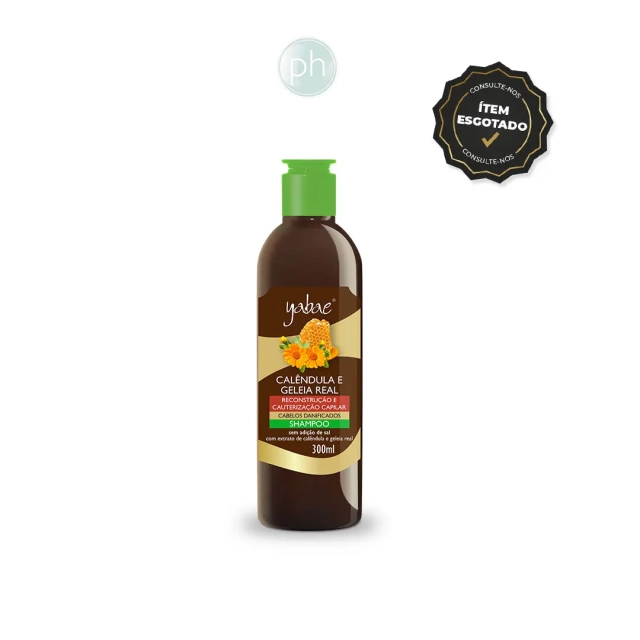 ph
CONSULTE-NOS
ÍTEM
ESGOTADO
CONSULTE-NOS
yabae®
CALÊNDULA E
GELEIA REAL
RECONSTRUÇÃO E
CAUTERIZAÇÃO CAPILAR
CABELOS DANIFICADOS
SHAMPOO
sem adição de sal
com extrato de calêndula e geleia real
300ml